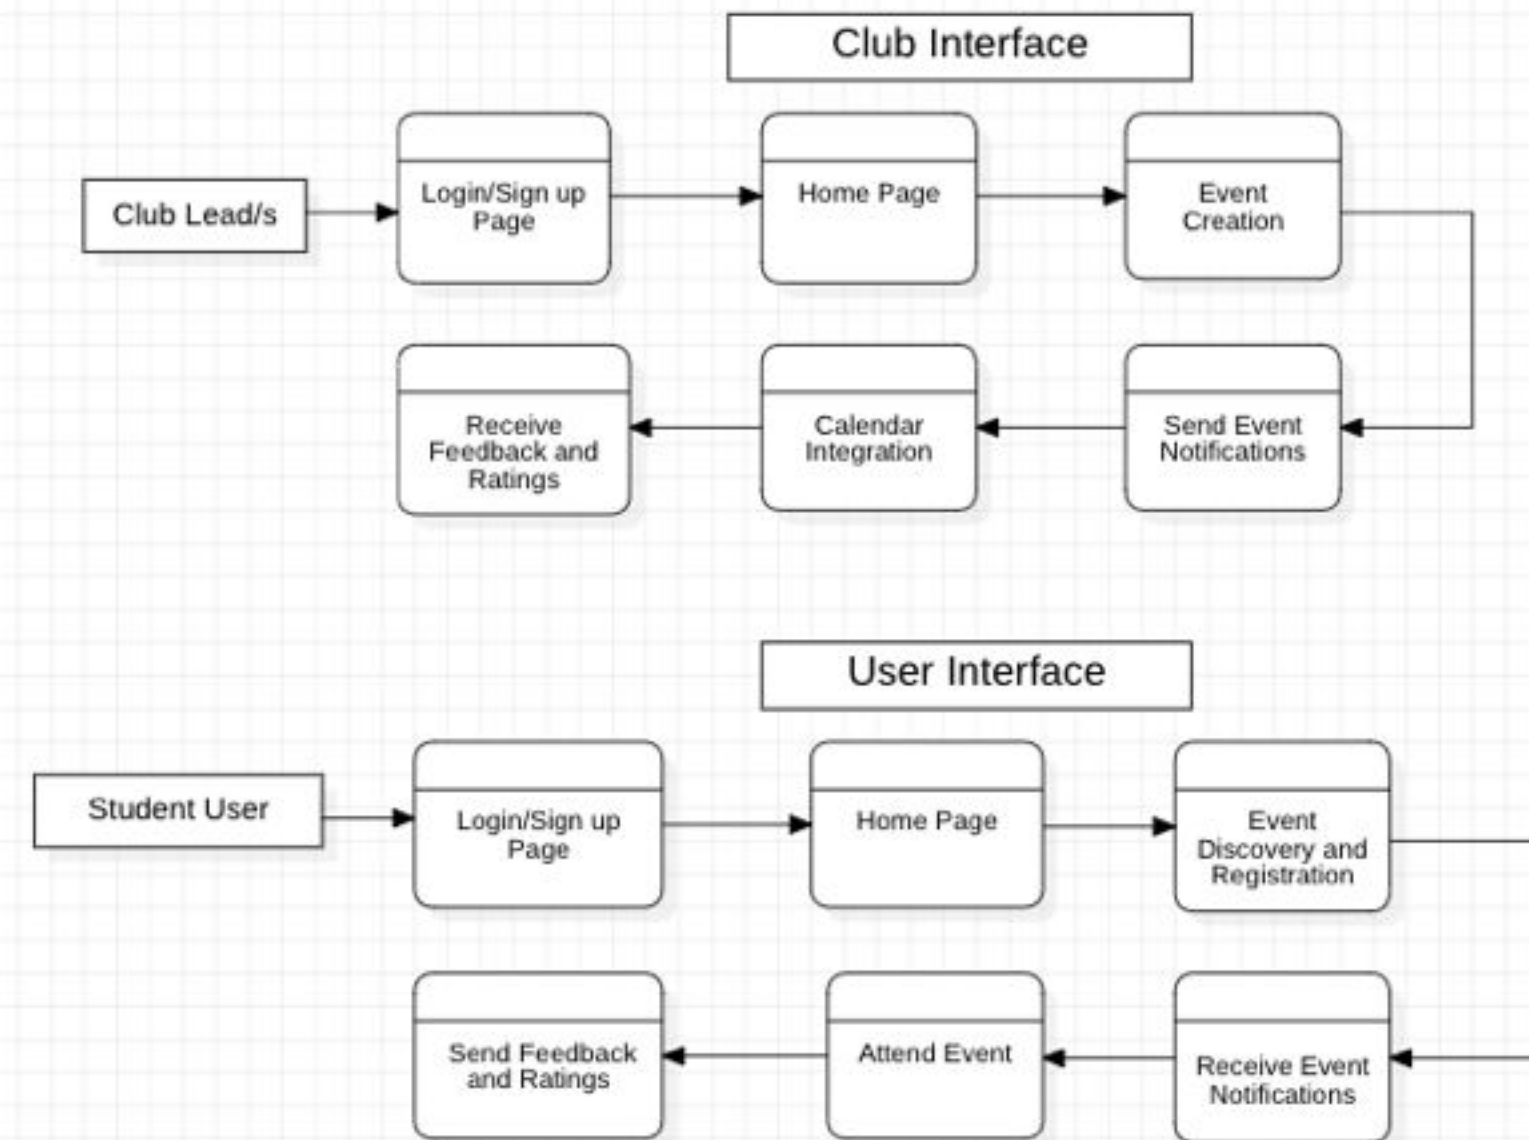 Club Interface
Club Lead/s
Login/Sign up
Page
Home Page
Event
Creation
Receive
Feedback and
Ratings
Calendar
Integration
Send Event
Notifications
User Interface
Student User
Login/Sign up
Page
Home Page
Event
Discovery and
Registration
Send Feedback
and Ratings
Attend Event
Receive Event
Notifications